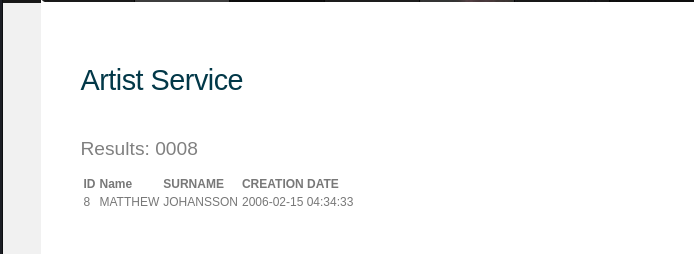 Artist Service
Results: 0008
ID Name SURNAME CREATION DATE
8 MATTHEW JOHANSSON 2006-02-15 04:34:33